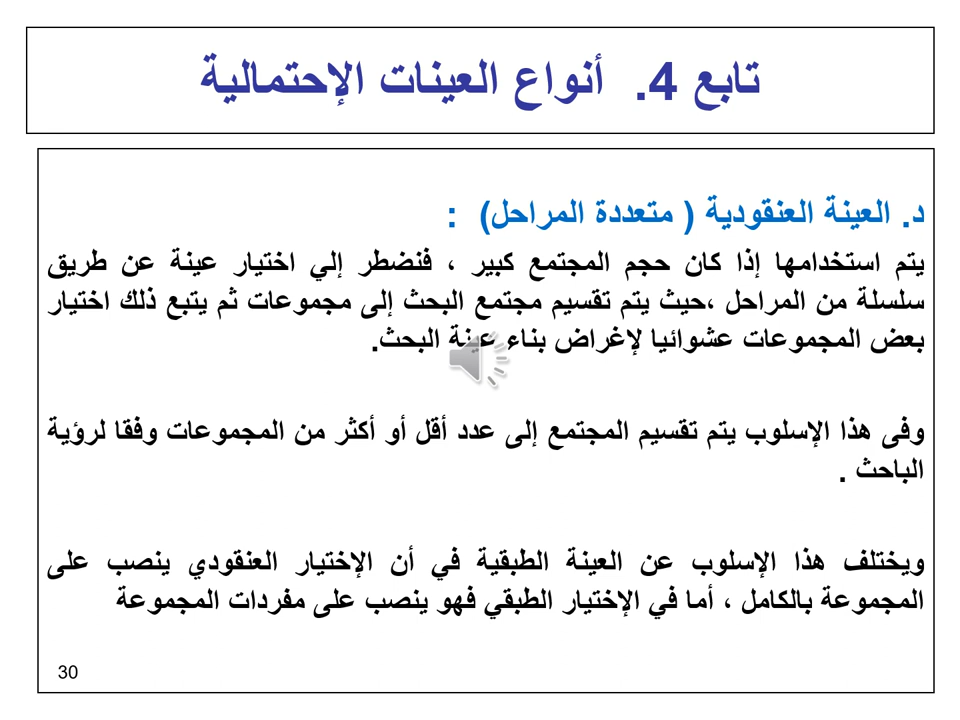 تابع 4. أنواع العينات الإحتمالية
د. العينة العنقودية ( متعددة المراحل) :
يتم استخدامها إذا كان حجم المجتمع كبير ، فنضطر إلي اختيار عينة عن طريق
سلسلة من المراحل ،حيث يتم تقسيم مجتمع البحث إلى مجموعات ثم يتبع ذلك اختيار
بعض المجموعات عشوائيا لإغراض بناء عينة البحث.
وفى هذا الإسلوب يتم تقسيم المجتمع إلى عدد أقل أو أكثر من المجموعات وفقا لرؤية
الباحث .
ويختلف هذا الإسلوب عن العينة الطبقية في أن الإختيار العنقودي ينصب على
المجموعة بالكامل ، أما في الإختيار الطبقي فهو ينصب على مفردات المجموعة
30